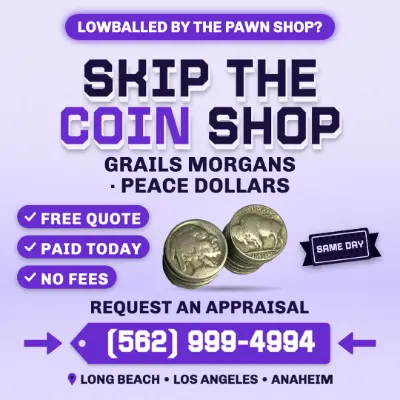 LOWBALLED BY THE PAWN SHOP?
SKIP THE
COIN SHOP
GRAILS MORGANS
· PEACE DOLLARS
FREE QUOTE
PAID TODAY
NO FEES
SAME DAY
REQUEST AN APPRAISAL
(562) 999-4994
LONG BEACH • LOS ANGELES • ANAHEIM